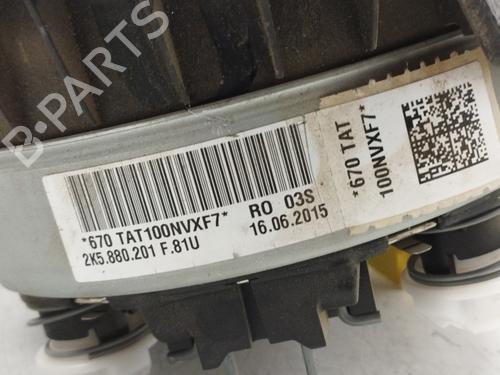 B-PARTS
*670 TAT100NVXF7*
RO 03S
2K5.880.201 F.81U
16.06.2015
*670 TAT
100NVXF7*